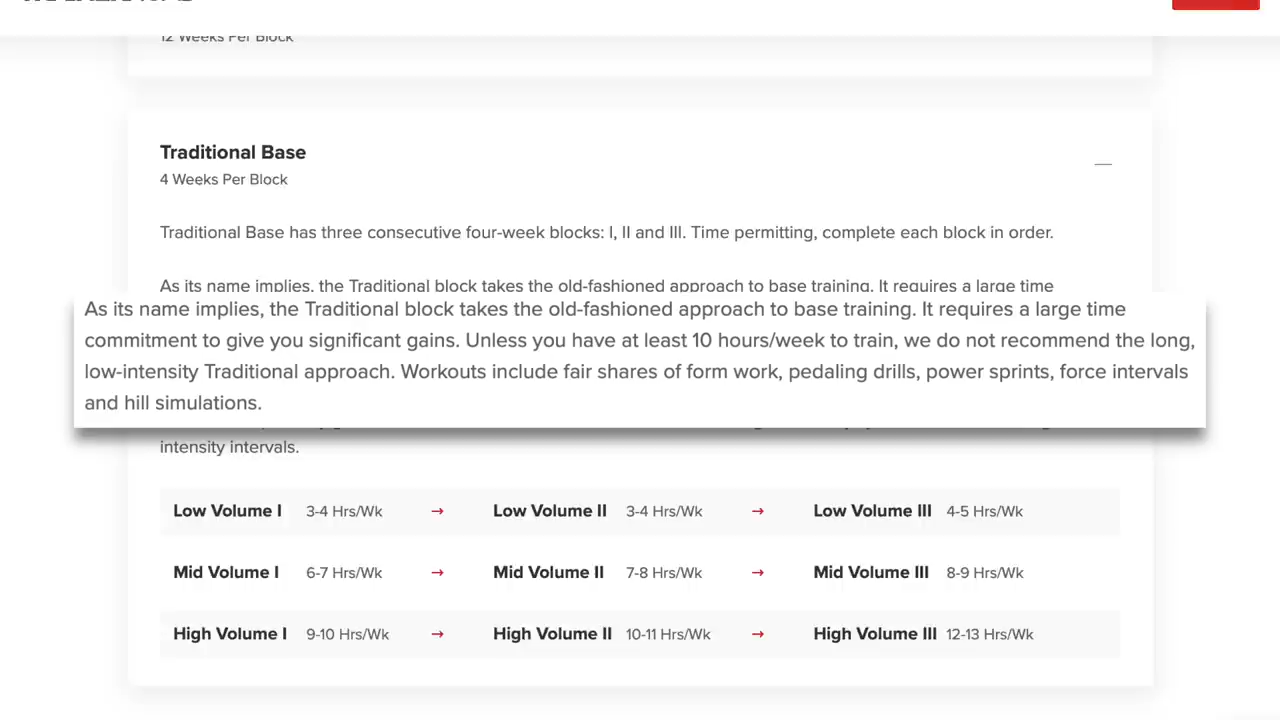 12 Weeks Per Block
Traditional Base
4 Weeks Per Block
Traditional Base has three consecutive four-week blocks: I, II and III. Time permitting, complete each block in order.
As its name implies, the Traditional block takes the old-fashioned approach to base training. It requires a large time
As its name implies, the Traditional block takes the old-fashioned approach to base training. It requires a large time
commitment to give you significant gains. Unless you have at least 10 hours/week to train, we do not recommend the long,
low-intensity Traditional approach. Workouts include fair shares of form work, pedaling drills, power sprints, force intervals
and hill simulations.
intensity intervals.
Low Volume I 3-4 Hrs/Wk → Low Volume II 3-4 Hrs/Wk → Low Volume III 4-5 Hrs/Wk
Mid Volume I 6-7 Hrs/Wk → Mid Volume II 7-8 Hrs/Wk → Mid Volume III 8-9 Hrs/Wk
High Volume I 9-10 Hrs/Wk → High Volume II 10-11 Hrs/Wk → High Volume III 12-13 Hrs/Wk